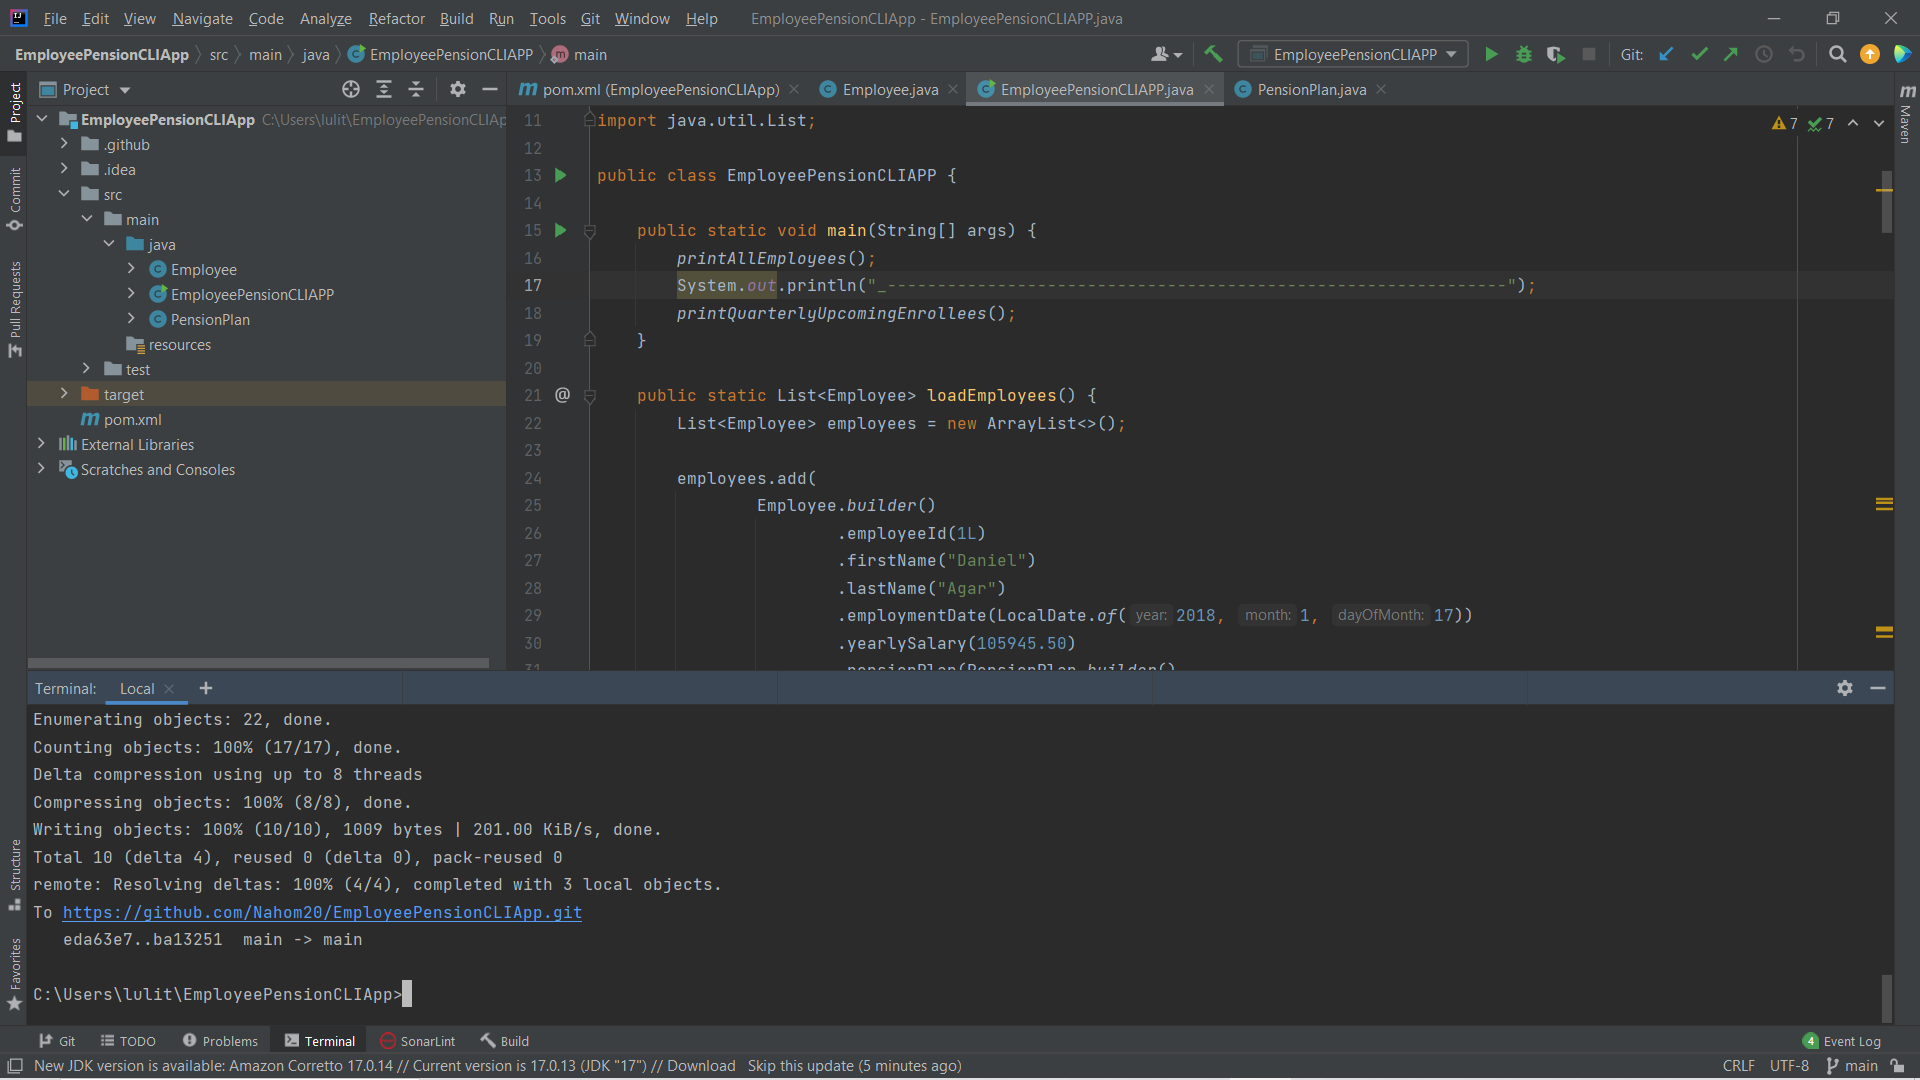 File Edit View Navigate Code Analyze Refactor Build Run Tools Git Window Help EmployeePensionCLIApp - EmployeePensionCLIAPP.java
EmployeePensionCLIApp src main java EmployeePensionCLIAPP main EmployeePensionCLIAPP Git:
Project
pom.xml (EmployeePensionCLIApp) Employee.java EmployeePensionCLIAPP.java PensionPlan.java
Project
Commit
Pull Requests
Structure
Favorites
Maven
EmployeePensionCLIApp C:\Users\lulit\EmployeePensionCLIAp
.github
.idea
src
main
java
Employee
EmployeePensionCLIAPP
PensionPlan
resources
test
target
pom.xml
External Libraries
Scratches and Consoles
7 7
11 import java.util.List;
12
13 public class EmployeePensionCLIAPP {
14
15 public static void main(String[] args) {
16 printAllEmployees();
17 System.out.println("_--------------------------------------------------------------");
18 printQuarterlyUpcomingEnrollees();
19 }
20
21 @ public static List<Employee> loadEmployees() {
22 List<Employee> employees = new ArrayList<>();
23
24 employees.add(
25 Employee.builder()
26 .employeeId(1L)
27 .firstName("Daniel")
28 .lastName("Agar")
29 .employmentDate(LocalDate.of( year: 2018, month: 1, dayOfMonth: 17))
30 .yearlySalary(105945.50)
31 .pensionPlan(PensionPlan.builder()
Terminal: Local
Enumerating objects: 22, done.
Counting objects: 100% (17/17), done.
Delta compression using up to 8 threads
Compressing objects: 100% (8/8), done.
Writing objects: 100% (10/10), 1009 bytes | 201.00 KiB/s, done.
Total 10 (delta 4), reused 0 (delta 0), pack-reused 0
remote: Resolving deltas: 100% (4/4), completed with 3 local objects.
To https://github.com/Nahom20/EmployeePensionCLIApp.git
eda63e7..ba13251 main -> main
C:\Users\lulit\EmployeePensionCLIApp>
Git TODO Problems Terminal SonarLint Build 4 Event Log
New JDK version is available: Amazon Corretto 17.0.14 // Current version is 17.0.13 (JDK "17") // Download Skip this update (5 minutes ago) CRLF UTF-8 main